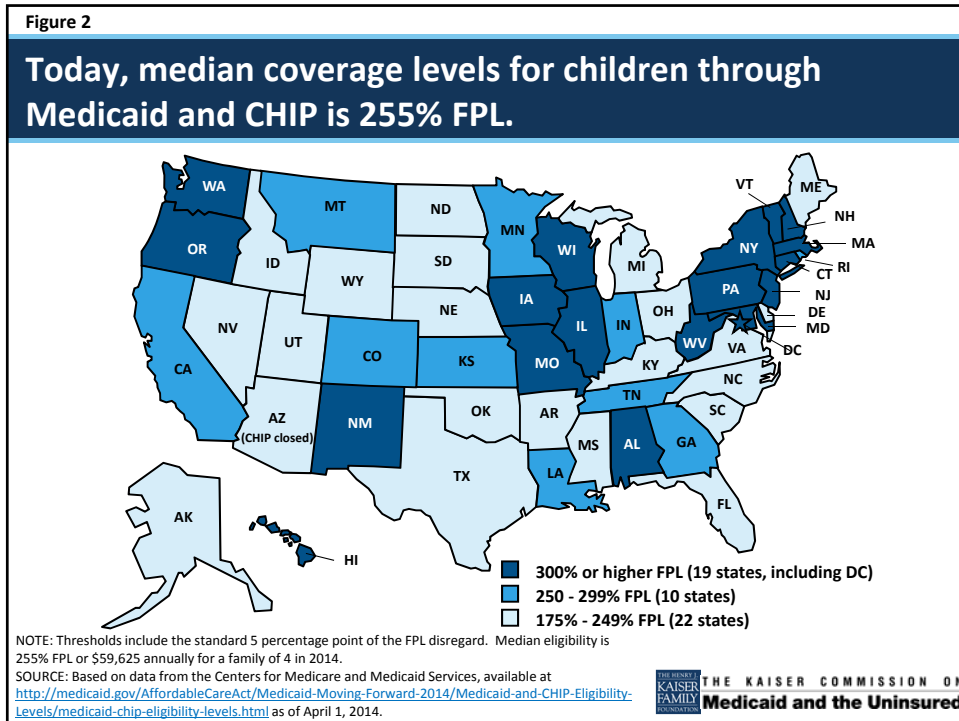 Figure 2
Today, median coverage levels for children through
Medicaid and CHIP is 255% FPL.
WA
OR
CA
NV
ID
MT
WY
UT
AZ
(CHIP closed)
CO
NM
ND
SD
NE
KS
OK
TX
MN
IA
MO
AR
LA
WI
IL
MS
MI
IN
KY
TN
AL
OH
WV
VA
NC
SC
GA
FL
PA
NY
VT
ME
NH
MA
RI
CT
NJ
DE
MD
DC
AK
HI
300% or higher FPL (19 states, including DC)
250 - 299% FPL (10 states)
175% - 249% FPL (22 states)
NOTE: Thresholds include the standard 5 percentage point of the FPL disregard. Median eligibility is
255% FPL or $59,625 annually for a family of 4 in 2014.
SOURCE: Based on data from the Centers for Medicare and Medicaid Services, available at
http://medicaid.gov/AffordableCareAct/Medicaid-Moving-Forward-2014/Medicaid-and-CHIP-Eligibility-
Levels/medicaid-chip-eligibility-levels.html as of April 1, 2014.
THE HENRY J.
KAISER
FAMILY
FOUNDATION
THE KAISER COMMISSION ON
Medicaid and the Uninsured